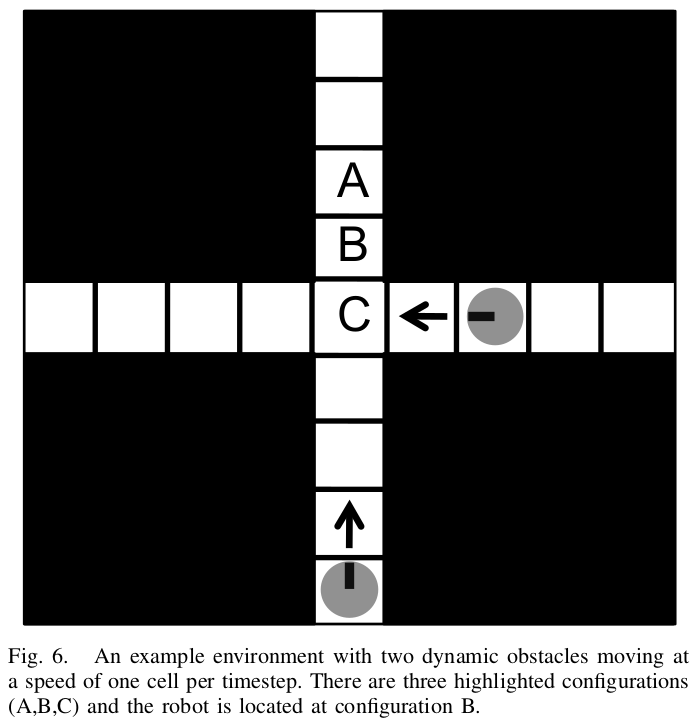 A
B
C
Fig. 6. An example environment with two dynamic obstacles moving at
a speed of one cell per timestep. There are three highlighted configurations
(A,B,C) and the robot is located at configuration B.